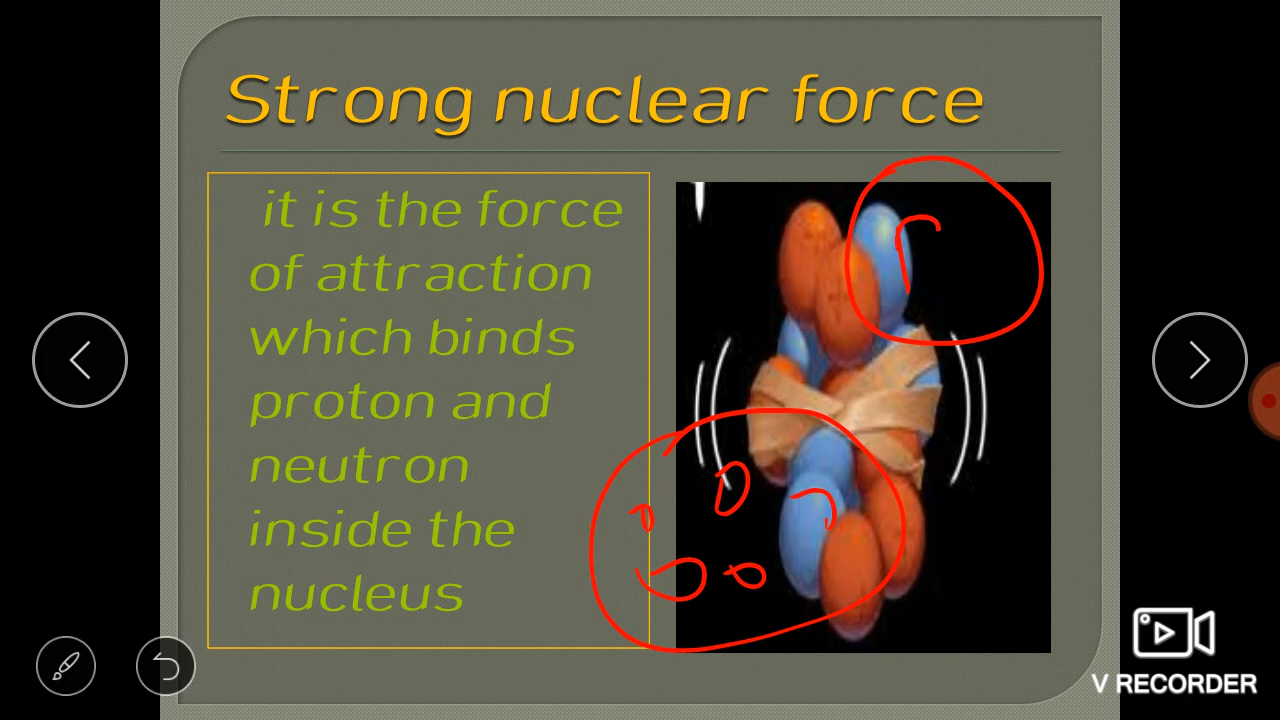 Strong nuclear force
it is the force
of attraction
which binds
proton and
neutron
inside the
nucleus
V RECORDER